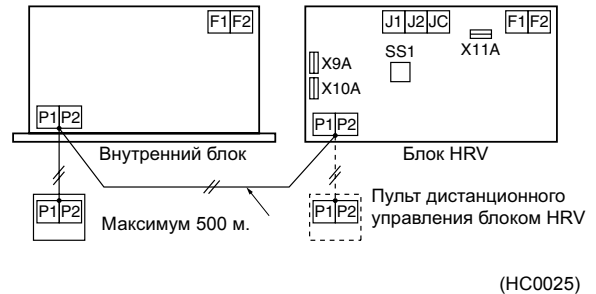 F1 F2
J1 J2 JC
F1 F2
SS1
X11A
X9A
X10A
P1 P2
P1 P2
Внутренний блок
Блок HRV
P1 P2
Максимум 500 м.
P1 P2
Пульт дистанционного
управления блоком HRV
(HC0025)